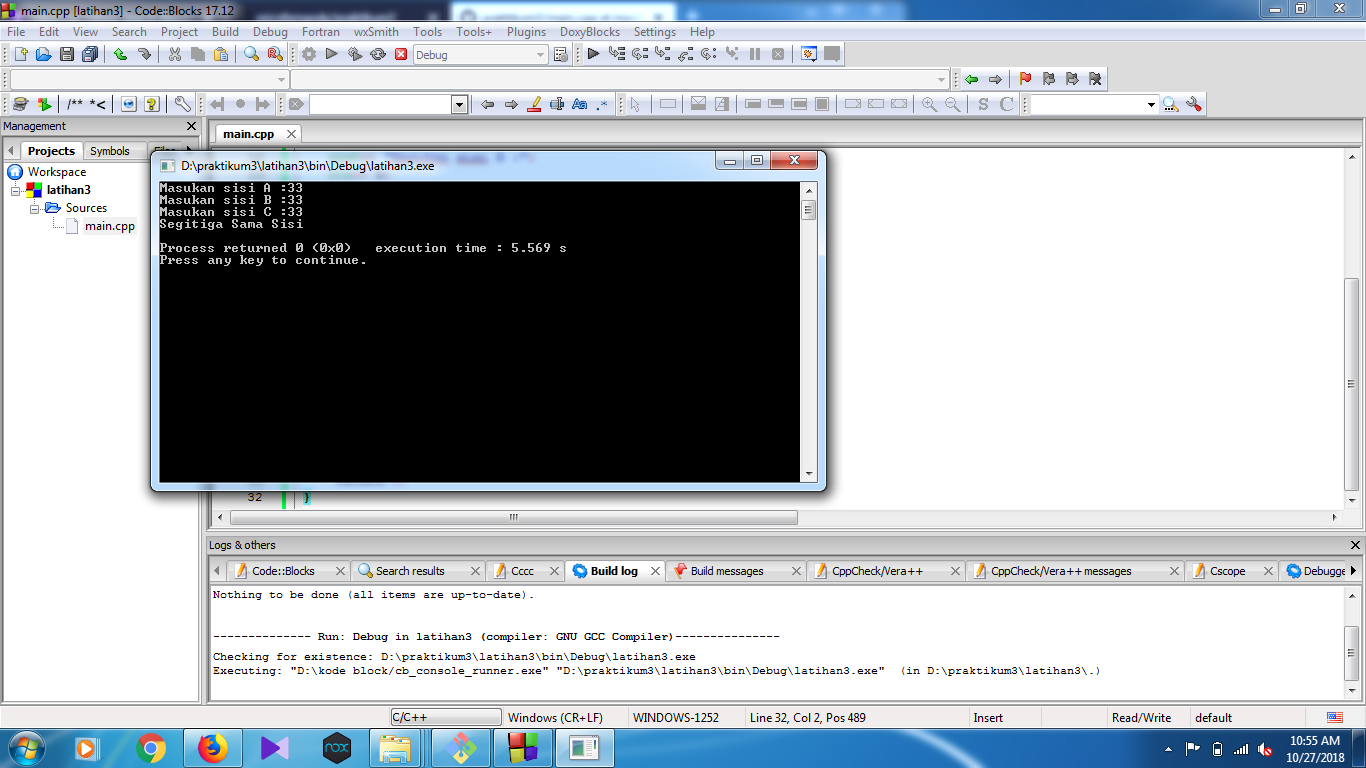 main.cpp [latihan3] - Code::Blocks 17.12
File Edit View Search Project Build Debug Fortran wxSmith Tools Tools+ Plugins DoxyBlocks Settings Help
Debug
/** *<
Aa .*
S C
Management
main.cpp
Projects Symbols Files
Workspace
latihan3
Sources
main.cpp
D:\praktikum3\latihan3\bin\Debug\latihan3.exe
Masukan sisi A :33
Masukan sisi B :33
Masukan sisi C :33
Segitiga Sama Sisi
Process returned 0 (0x0) execution time : 5.569 s
Press any key to continue.
32 }
Logs & others
Code::Blocks Search results Cccc Build log Build messages CppCheck/Vera++ CppCheck/Vera++ messages Cscope Debugge
Nothing to be done (all items are up-to-date).
-------------- Run: Debug in latihan3 (compiler: GNU GCC Compiler)---------------
Checking for existence: D:\praktikum3\latihan3\bin\Debug\latihan3.exe
Executing: "D:\kode block/cb_console_runner.exe" "D:\praktikum3\latihan3\bin\Debug\latihan3.exe" (in D:\praktikum3\latihan3\.)
C/C++ Windows (CR+LF) WINDOWS-1252 Line 32, Col 2, Pos 489 Insert Read/Write default
nox
10:55 AM
10/27/2018